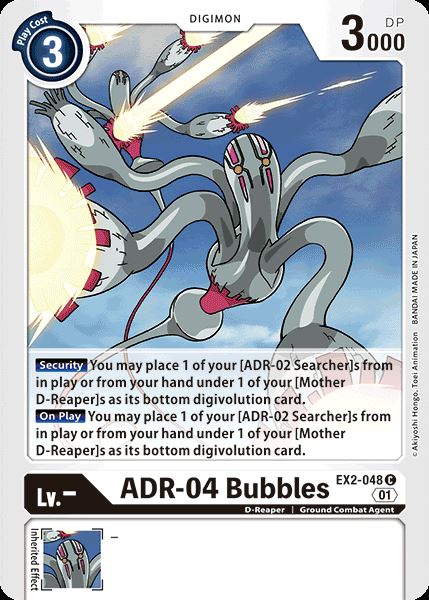 Play Cost
3
DIGIMON
DP
3000
Security You may place 1 of your [ADR-02 Searcher]s from
in play or from your hand under 1 of your [Mother
D-Reaper]s as its bottom digivolution card.
On Play You may place 1 of your [ADR-02 Searcher]s from
in play or from your hand under 1 of your [Mother
D-Reaper]s as its bottom digivolution card.
©Akiyoshi Hongo, Toei Animation BANDAI MADE IN JAPAN
Lv.-
ADR-04 Bubbles
EX2-048 C
01
D-Reaper | Ground Combat Agent
Inherited Effect
-